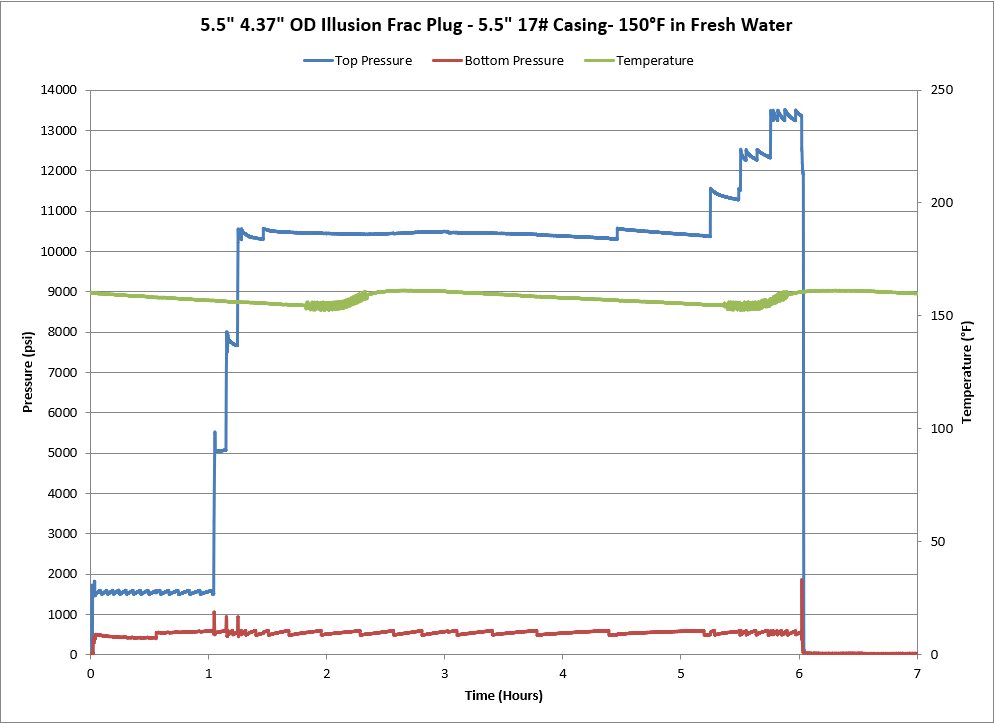 5.5" 4.37" OD Illusion Frac Plug - 5.5" 17# Casing- 150°F in Fresh Water
Top Pressure Bottom Pressure Temperature
14000 250
13000
12000
11000 200
10000
9000
8000 150
7000
6000
5000 100
4000
3000 50
2000
1000
0 0
Pressure (psi)
Temperature (°F)
0 1 2 3 4 5 6 7
Time (Hours)